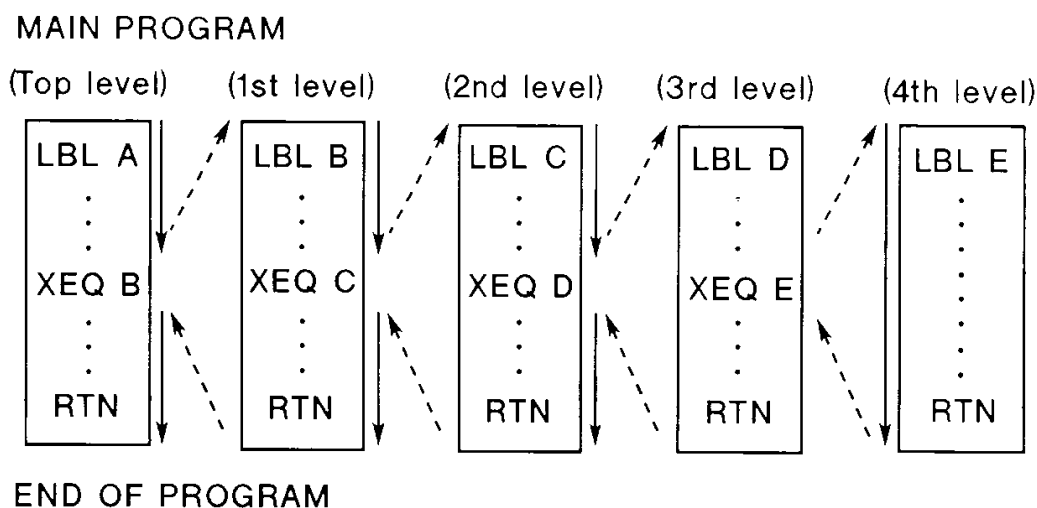 MAIN PROGRAM
(Top level) (1st level) (2nd level) (3rd level) (4th level)
LBL A LBL B LBL C LBL D LBL E
XEQ B XEQ C XEQ D XEQ E
RTN RTN RTN RTN RTN
END OF PROGRAM